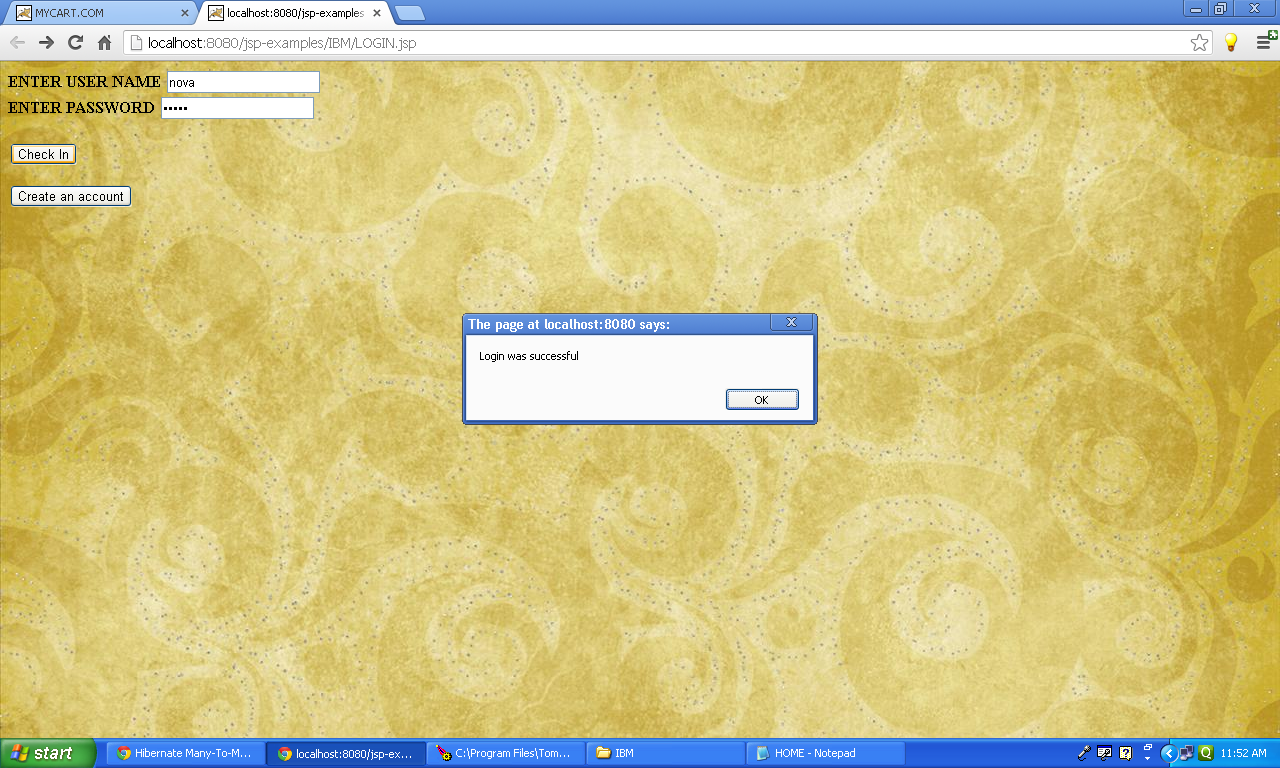 MYCART.COM
localhost:8080/jsp-examples
localhost:8080/jsp-examples/IBM/LOGIN.jsp
ENTER USER NAME nova
ENTER PASSWORD •••••
Check In
Create an account
The page at localhost:8080 says:
Login was successful
OK
start
Hibernate Many-To-M...
localhost:8080/jsp-ex...
C:\Program Files\Tom...
IBM
HOME - Notepad
11:52 AM